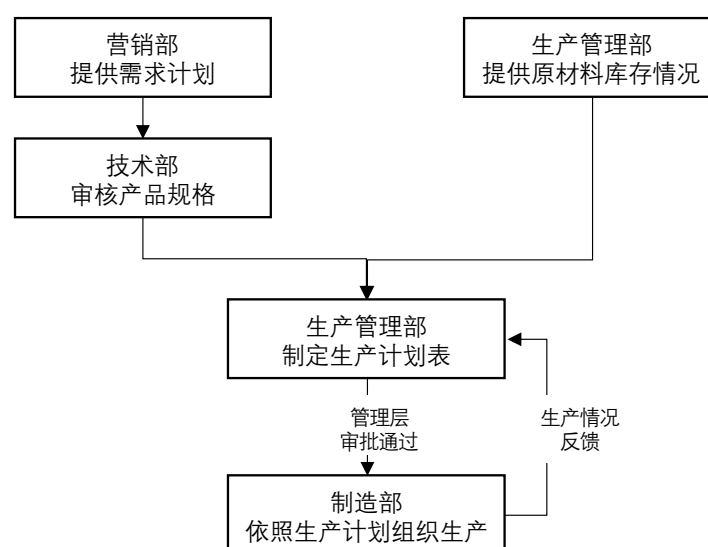 营销部
提供需求计划
生产管理部
提供原材料库存情况
技术部
审核产品规格
生产管理部
制定生产计划表
管理层
审批通过
生产情况
反馈
制造部
依照生产计划组织生产